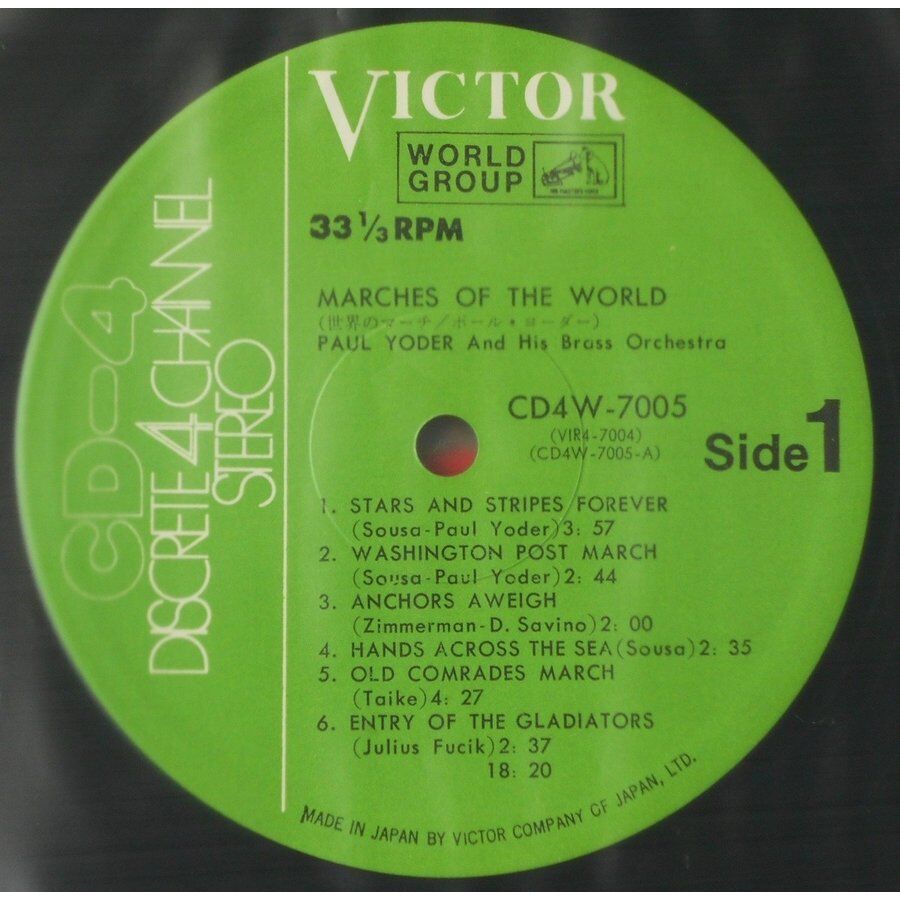 CD-4
DISCRETE 4 CHANNEL
STEREO
VICTOR
WORLD
GROUP
HIS MASTER'S VOICE
33 1/3 RPM
MARCHES OF THE WORLD
(世界のマーチ/ポール・ヨーダー)
PAUL YODER And His Brass Orchestra
CD4W-7005
(VIR4-7004)
(CD4W-7005-A)
Side 1
1. STARS AND STRIPES FOREVER
(Sousa-Paul Yoder)3: 57
2. WASHINGTON POST MARCH
(Sousa-Paul Yoder)2: 44
3. ANCHORS AWEIGH
(Zimmerman-D. Savino)2: 00
4. HANDS ACROSS THE SEA(Sousa)2: 35
5. OLD COMRADES MARCH
(Taike)4: 27
6. ENTRY OF THE GLADIATORS
(Julius Fucik)2: 37
18: 20
MADE IN JAPAN BY VICTOR COMPANY OF JAPAN, LTD.